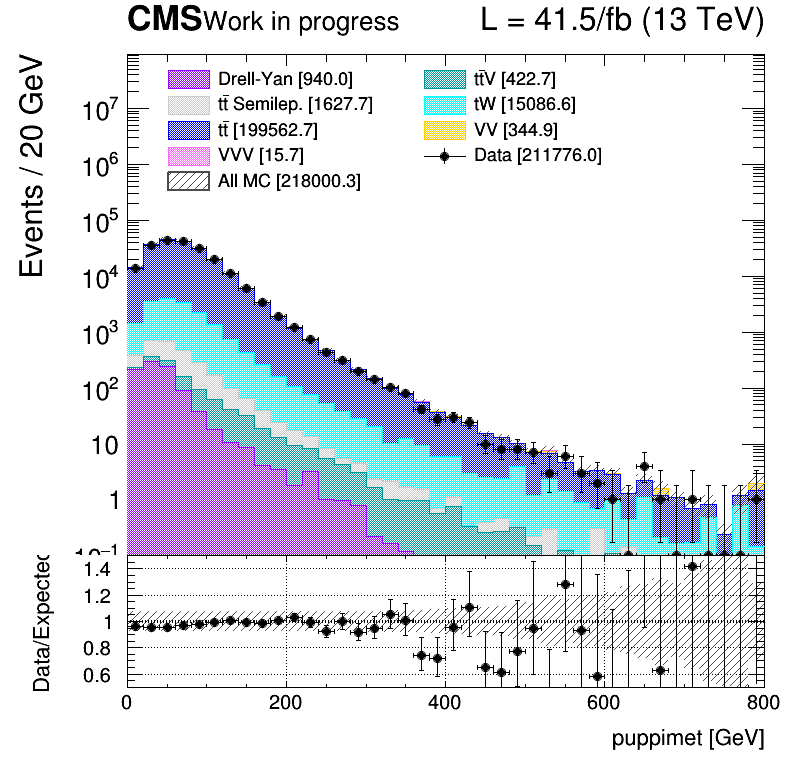 CMS Work in progress L = 41.5/fb (13 TeV)
Events / 20 GeV
Drell-Yan [940.0]
tt̄ Semilep. [1627.7]
tt̄ [199562.7]
VVV [15.7]
All MC [218000.3]
tt̄V [422.7]
tW [15086.6]
VV [344.9]
Data [211776.0]
10⁷
10⁶
10⁵
10⁴
10³
10²
10
1
10⁻¹
Data/Expected
1.4
1.2
1
0.8
0.6
0 200 400 600 800
puppimet [GeV]